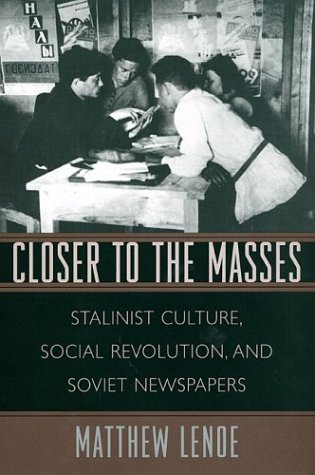 НАЛЫ
ГОСИЗДАТ
CLOSER TO THE MASSES
STALINIST CULTURE,
SOCIAL REVOLUTION, AND
SOVIET NEWSPAPERS
MATTHEW LENOE